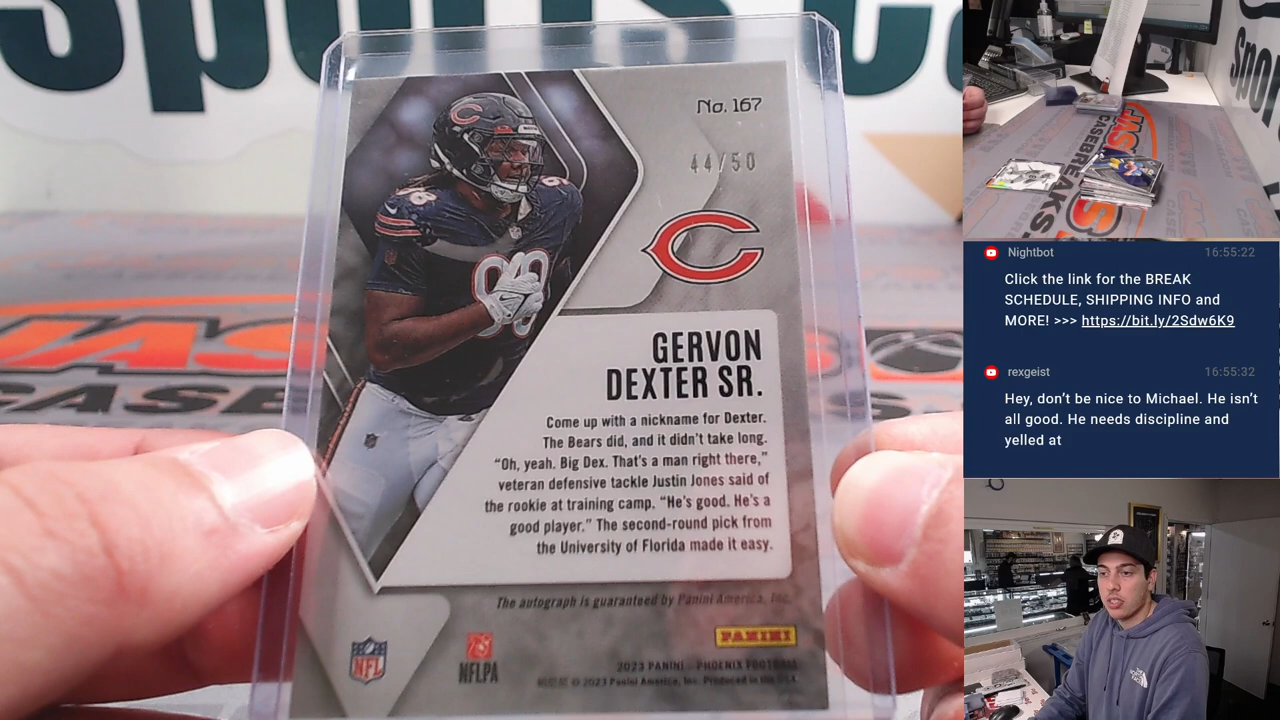 Sports Ca
No. 167
44/50
GERVON
DEXTER SR.
Come up with a nickname for Dexter.
The Bears did, and it didn't take long.
"Oh, yeah. Big Dex. That's a man right there,"
veteran defensive tackle Justin Jones said of
the rookie at training camp. "He's good. He's a
good player." The second-round pick from
the University of Florida made it easy.
The autograph is guaranteed by Panini America, Inc.
PANINI
NFL
NFLPA
2023 PANINI - PHOENIX FOOTBALL
© 2023 Panini America, Inc. Produced in the USA.
JAS
CASE
CASEBREAKS
Nightbot 16:55:22
Click the link for the BREAK
SCHEDULE, SHIPPING INFO and
MORE! >>> https://bit.ly/2Sdw6K9
rexgeist 16:55:32
Hey, don't be nice to Michael. He isn't
all good. He needs discipline and
yelled at